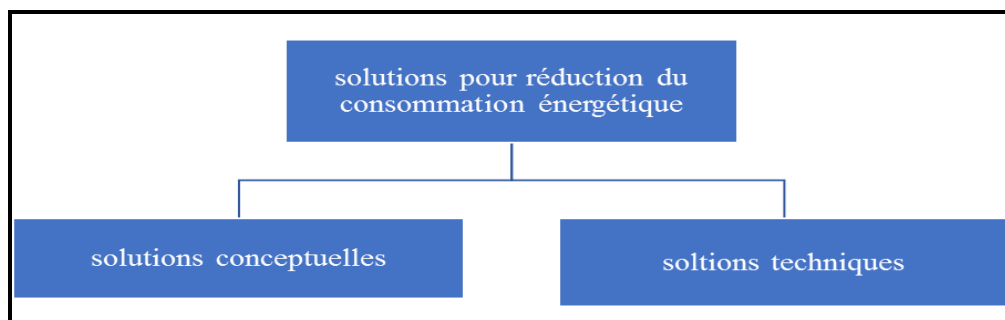 solutions pour réduction du
consommation énergétique
solutions conceptuelles
soltions techniques